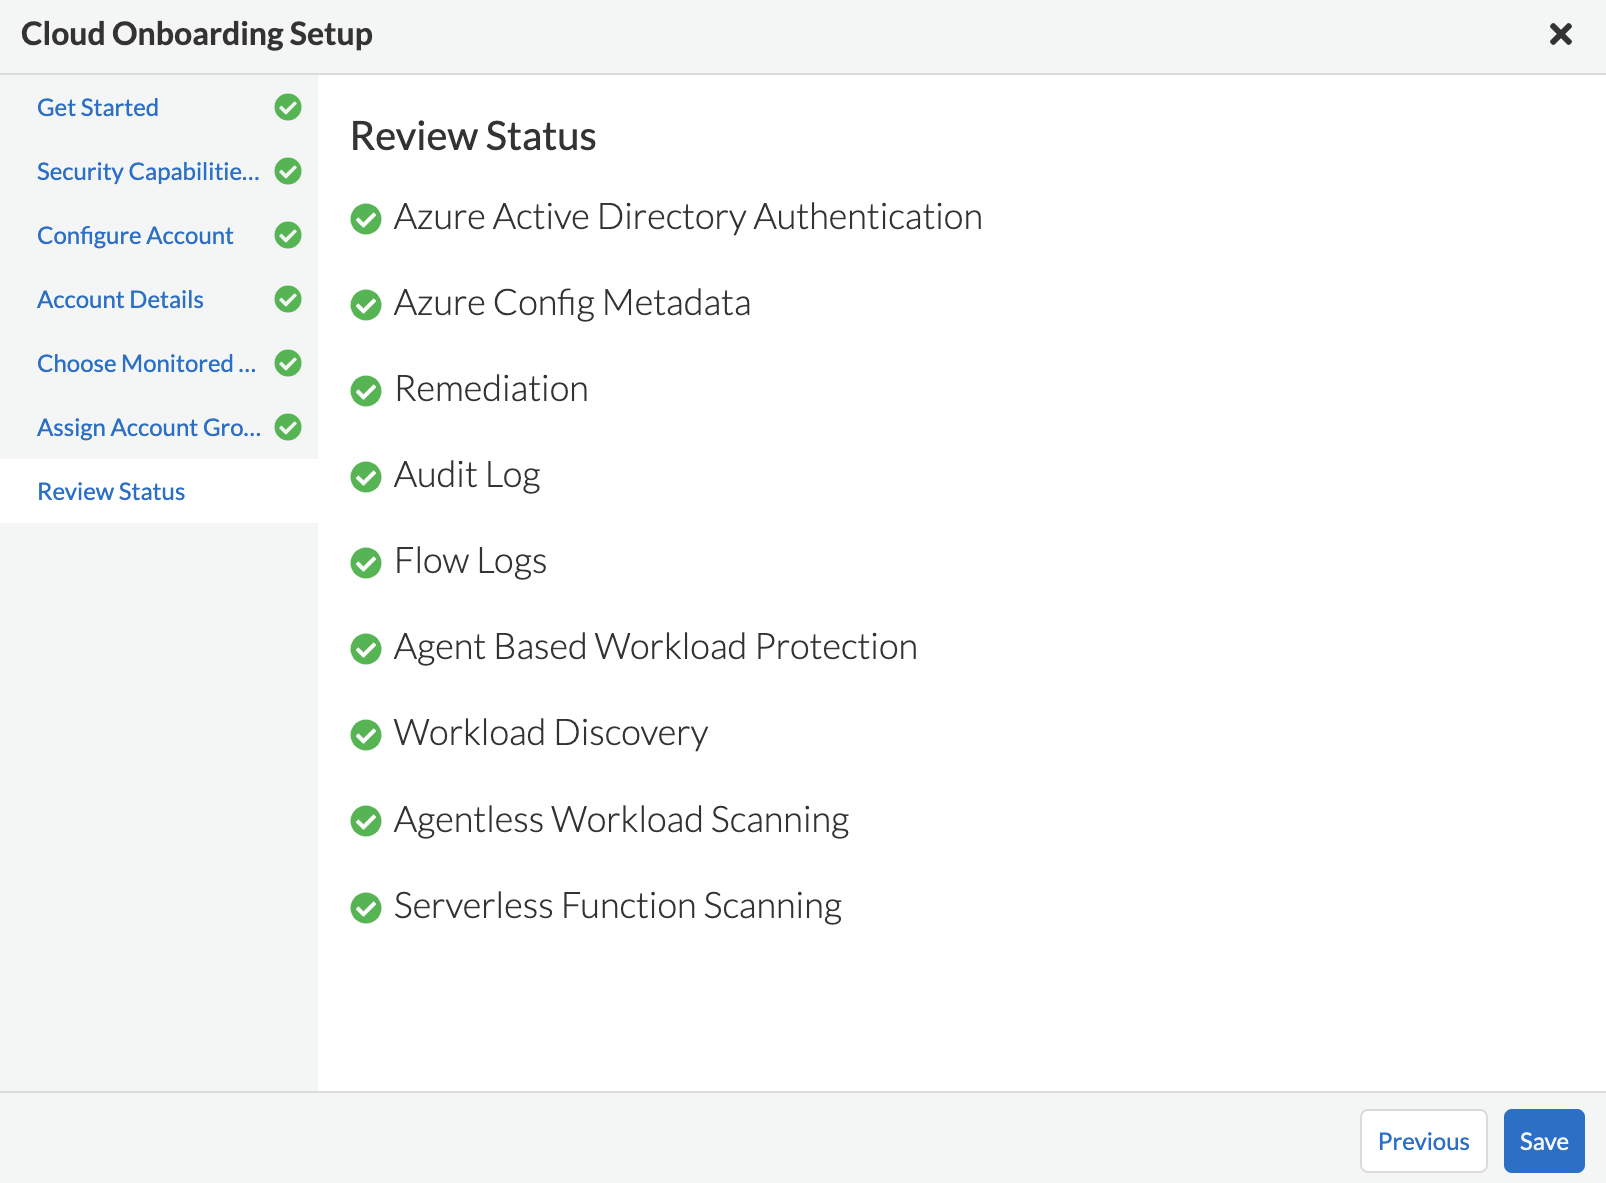 Cloud Onboarding Setup
Get Started
Security Capabilitie...
Configure Account
Account Details
Choose Monitored ...
Assign Account Gro...
Review Status
Review Status
Azure Active Directory Authentication
Azure Config Metadata
Remediation
Audit Log
Flow Logs
Agent Based Workload Protection
Workload Discovery
Agentless Workload Scanning
Serverless Function Scanning
Previous
Save